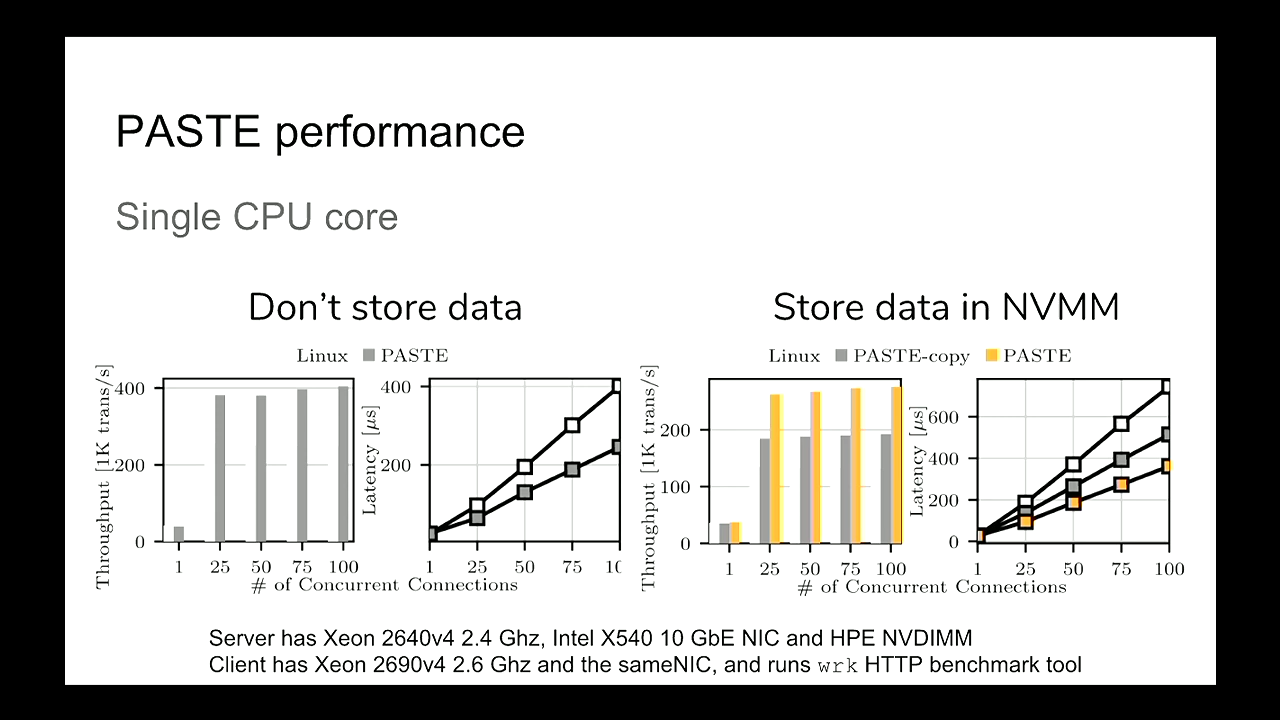 PASTE performance
Single CPU core
Don't store data
Store data in NVMM
Linux PASTE
Linux PASTE-copy PASTE
Throughput [1K trans/s]
400
200
0
1 25 50 75 100
Latency [µs]
400
200
1 25 50 75
# of Concurrent Connections
Throughput [1K trans/s]
200
100
0
1 25 50 75 100
Latency [µs]
600
400
200
0
1 25 50 75 100
# of Concurrent Connections
Server has Xeon 2640v4 2.4 Ghz, Intel X540 10 GbE NIC and HPE NVDIMM
Client has Xeon 2690v4 2.6 Ghz and the sameNIC, and runs wrk HTTP benchmark tool